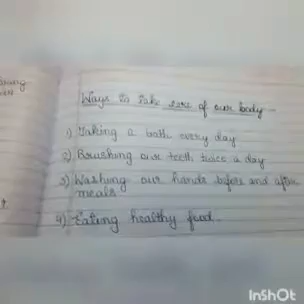 Ways to take care of our body
1) Taking a bath every day
2) Brushing our teeth twice a day
3) Washing our hands before and after
meals
4) Eating healthy food.
InShOt